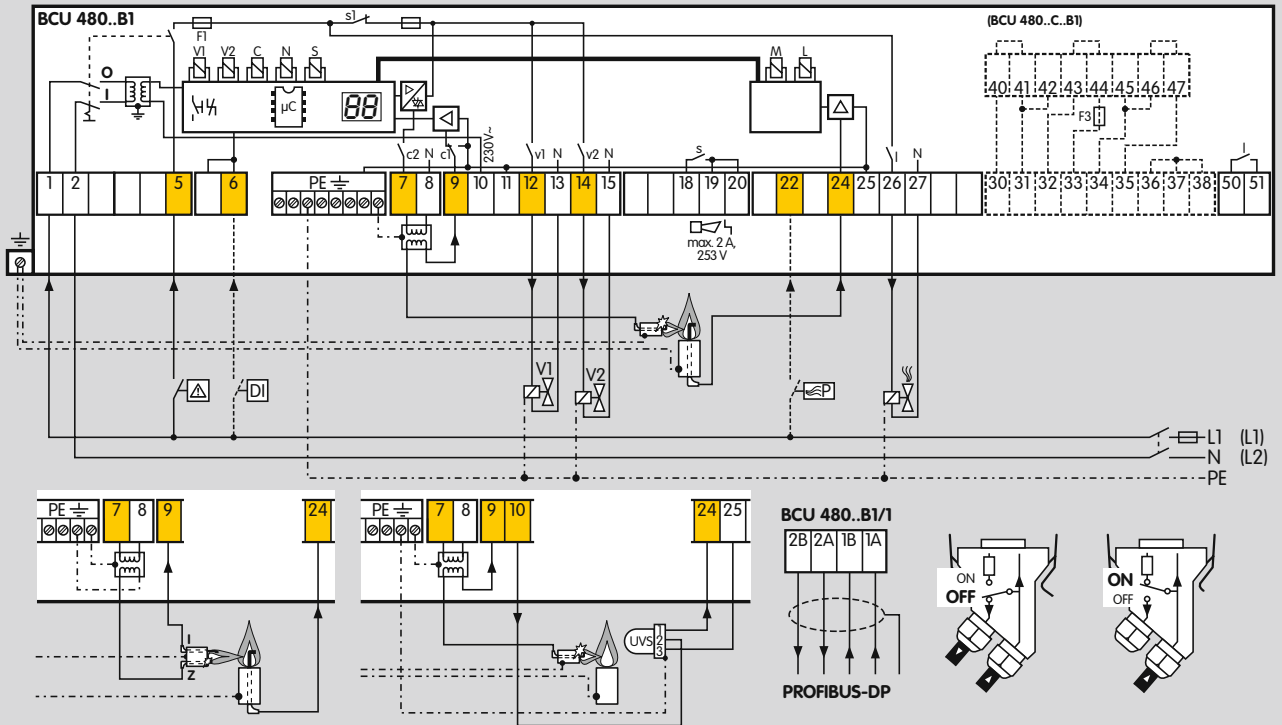 BCU 480..B1
s1
(BCU 480..C..B1)
F1
V1 V2 C N S
M L
O
I
µC
88
40 41 42 43 44 45 46 47
F3
c2 N c1 230V~ v1 N v2 N s l N l
1 2 5 6 PE 7 8 9 10 11 12 13 14 15 18 19 20 22 24 25 26 27 30 31 32 33 34 35 36 37 38 50 51
max. 2 A,
253 V
DI
V1
V2
P
L1 (L1)
N (L2)
PE
PE 7 8 9 24
I
Z
PE 7 8 9 10 24 25
UVS
1
2
3
BCU 480..B1/1
2B 2A 1B 1A
PROFIBUS-DP
ON
OFF
ON
OFF